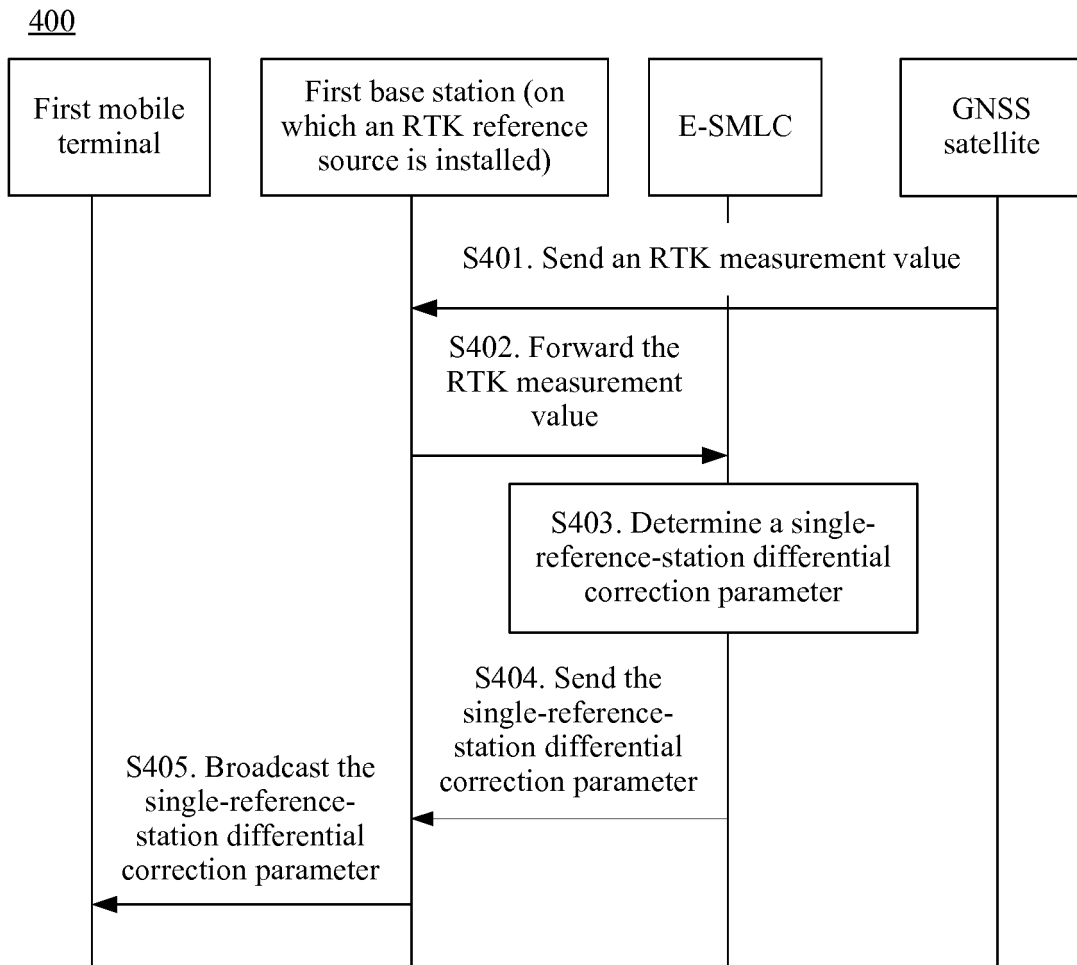 400
First mobile
terminal
First base station (on
which an RTK reference
source is installed)
E-SMLC
GNSS
satellite
S401. Send an RTK measurement value
S402. Forward the
RTK measurement
value
S403. Determine a single-
reference-station differential
correction parameter
S404. Send the
single-reference-
station differential
correction parameter
S405. Broadcast the
single-reference-
station differential
correction parameter